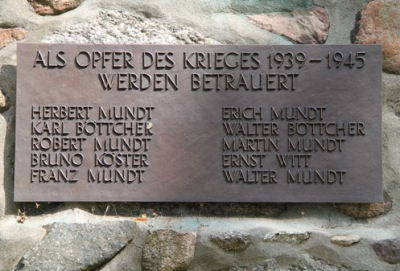 ALS OPFER DES KRIEGES 1939–1945
WERDEN BETRAUERT
HERBERT MUNDT
KARL BÖTTCHER
ROBERT MUNDT
BRUNO KÖSTER
FRANZ MUNDT
ERICH MUNDT
WALTER BÖTTCHER
MARTIN MUNDT
ERNST WITT
WALTER MUNDT